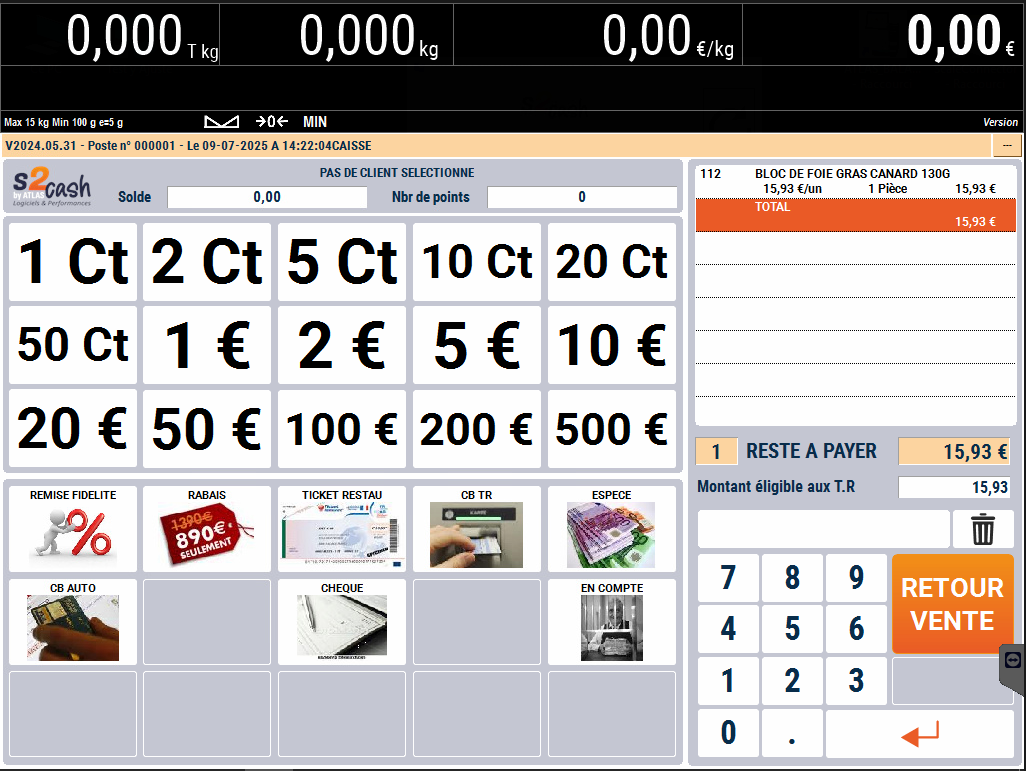 0,000 T kg 0,000 kg 0,00 €/kg 0,00 €
Max 15 kg Min 100 g e=5 g →0← MIN Version
V2024.05.31 - Poste n° 000001 - Le 09-07-2025 A 14:22:04CAISSE ---
S2cash
by ATLAS
Logiciels & Performances
PAS DE CLIENT SELECTIONNE
Solde 0,00 Nbr de points 0
1 Ct 2 Ct 5 Ct 10 Ct 20 Ct
50 Ct 1 € 2 € 5 € 10 €
20 € 50 € 100 € 200 € 500 €
REMISE FIDELITE RABAIS TICKET RESTAU CB TR ESPECE
%
1390€
890€
SEULEMENT
CB AUTO CHEQUE EN COMPTE
112 BLOC DE FOIE GRAS CANARD 130G
15,93 €/un 1 Pièce 15,93 €
TOTAL
15,93 €
1 RESTE A PAYER 15,93 €
Montant éligible aux T.R 15,93
7 8 9
4 5 6
1 2 3
0 .
RETOUR
VENTE